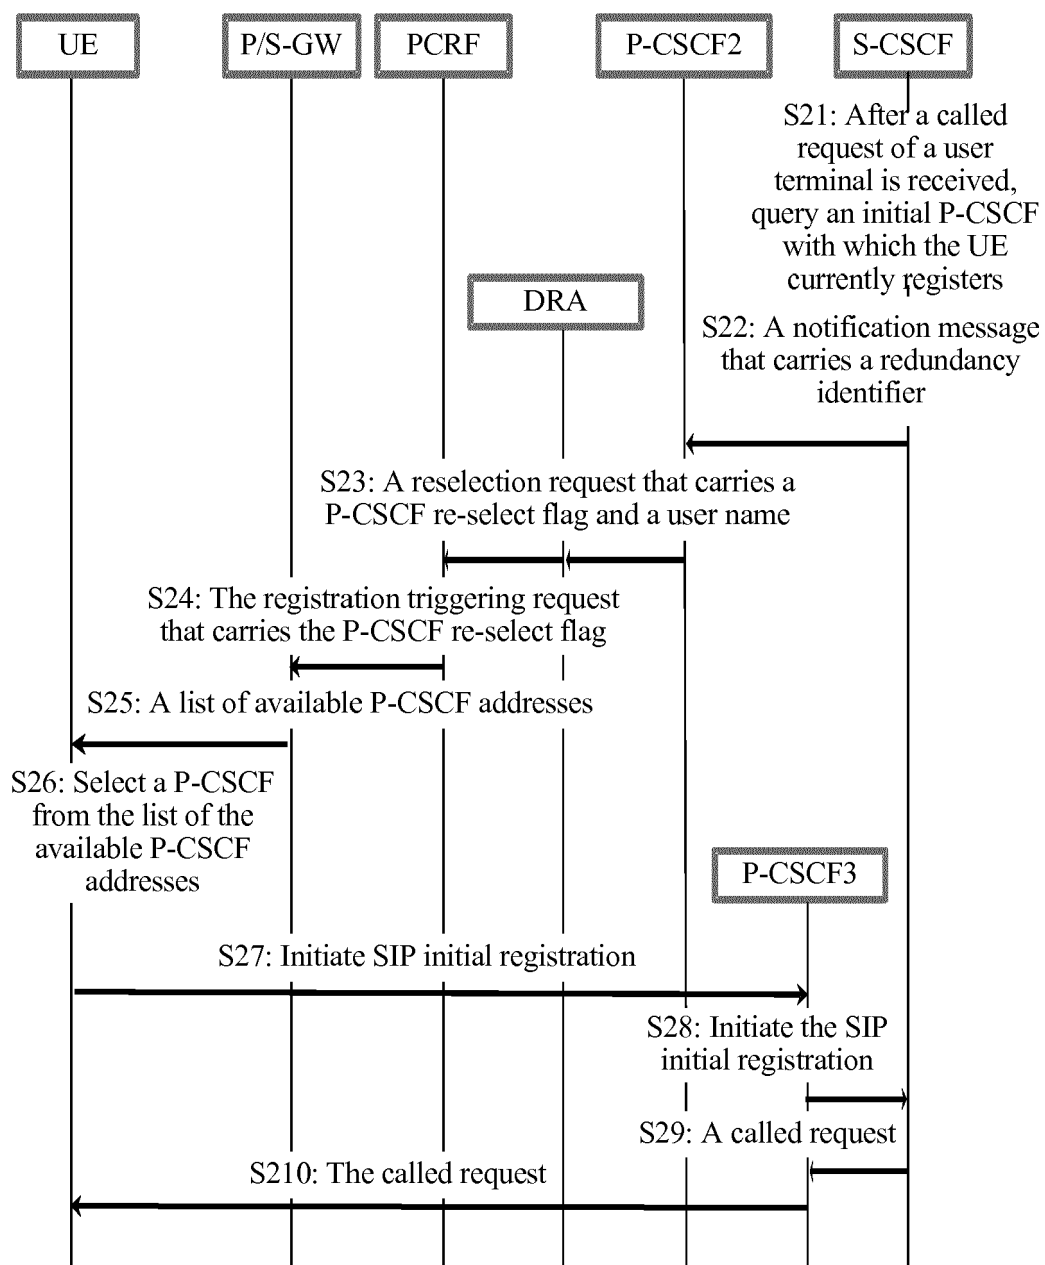 UE
P/S-GW
PCRF
P-CSCF2
S-CSCF
S21: After a called
request of a user
terminal is received,
query an initial P-CSCF
with which the UE
currently registers
DRA
S22: A notification message
that carries a redundancy
identifier
S23: A reselection request that carries a
P-CSCF re-select flag and a user name
S24: The registration triggering request
that carries the P-CSCF re-select flag
S25: A list of available P-CSCF addresses
S26: Select a P-CSCF
from the list of the
available P-CSCF
addresses
P-CSCF3
S27: Initiate SIP initial registration
S28: Initiate the SIP
initial registration
S29: A called request
S210: The called request